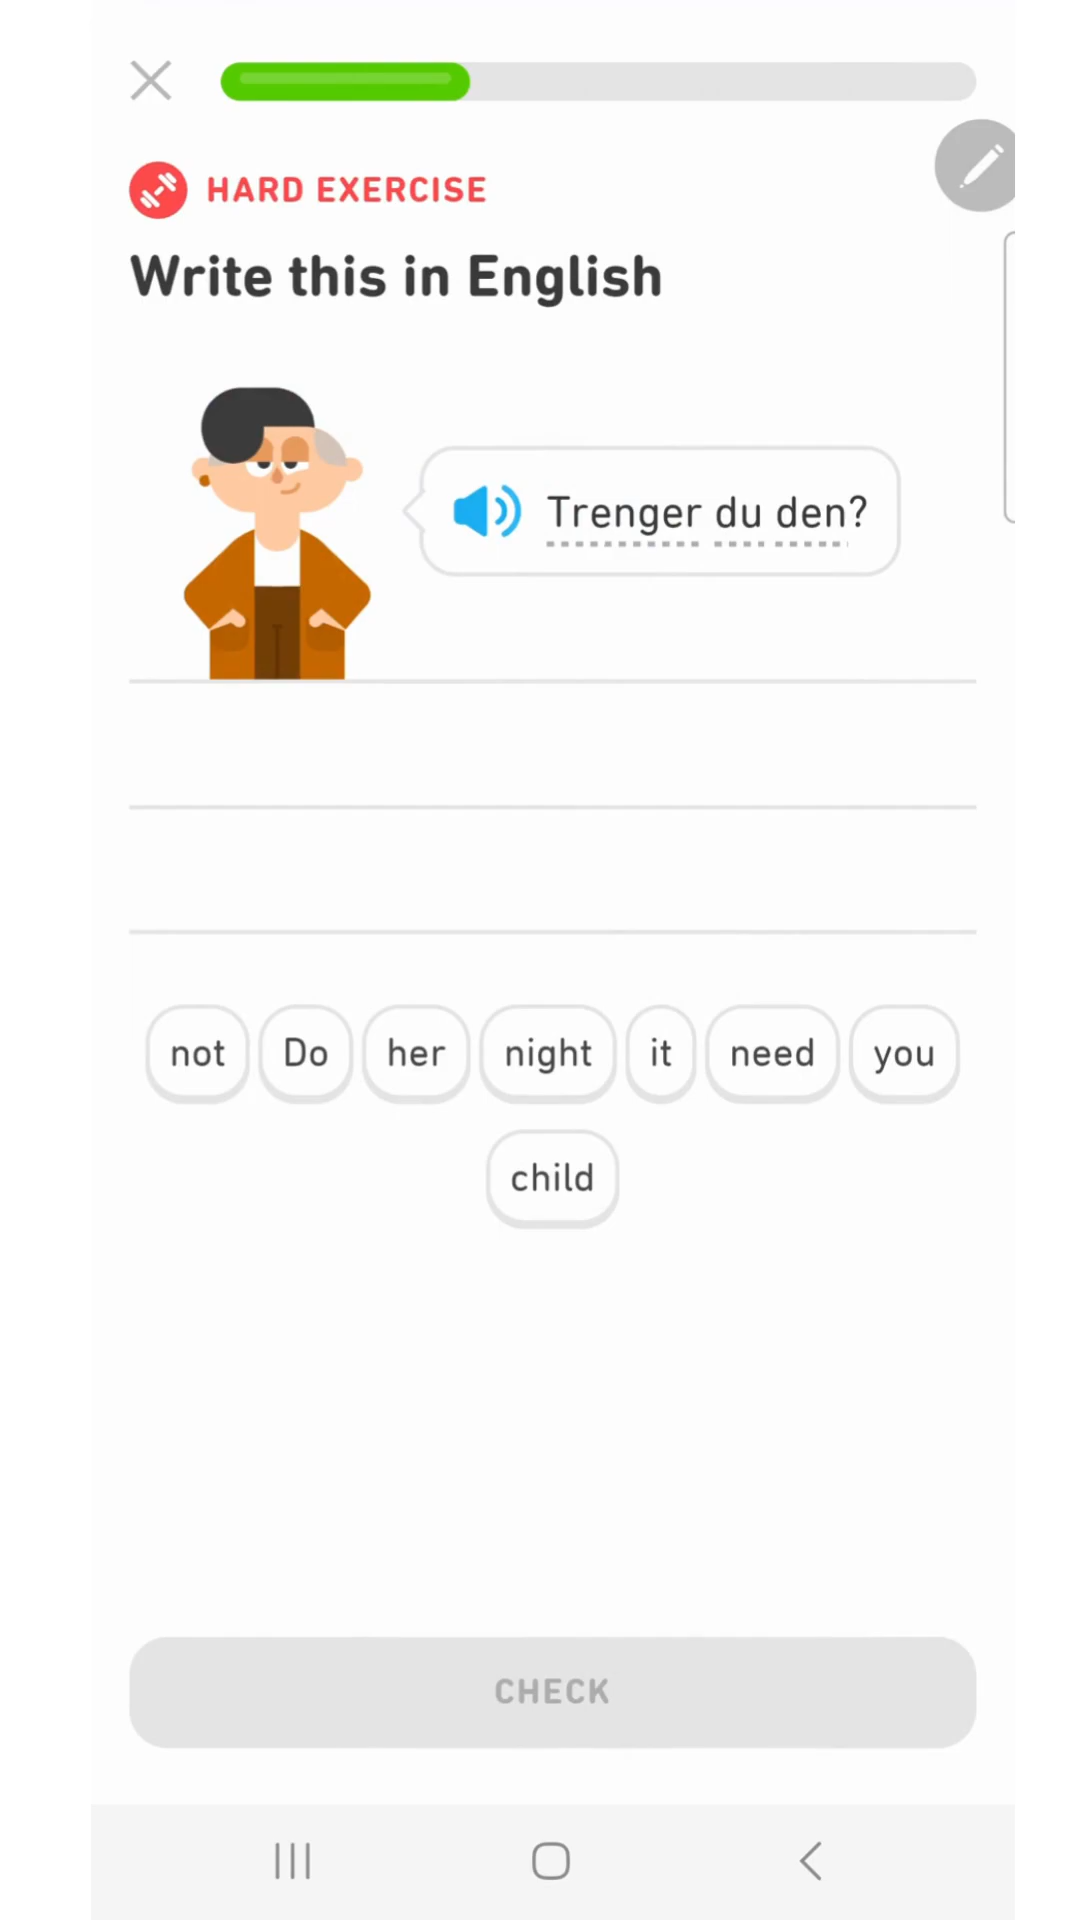 HARD EXERCISE
Write this in English
Trenger du den?
not Do her night it need you
child
CHECK